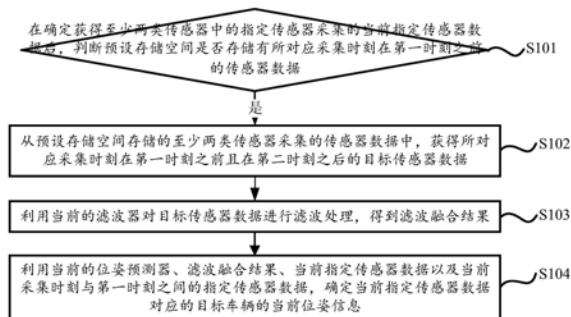 在确定获得至少两类传感器中的指定传感器采集的当前指定传感器数
据后，判断预设存储空间是否存储有所对应采集时刻在第一时刻之前
的传感器数据
S101
是
从预设存储空间存储的至少两类传感器采集的传感器数据中，获得所对
应采集时刻在第一时刻之前且在第二时刻之后的目标传感器数据
S102
利用当前的滤波器对目标传感器数据进行滤波处理，得到滤波融合结果
S103
利用当前的位姿预测器、滤波融合结果、当前指定传感器数据以及当前
采集时刻与第一时刻之间的指定传感器数据，确定当前指定传感器数据
对应的目标车辆的当前位姿信息
S104